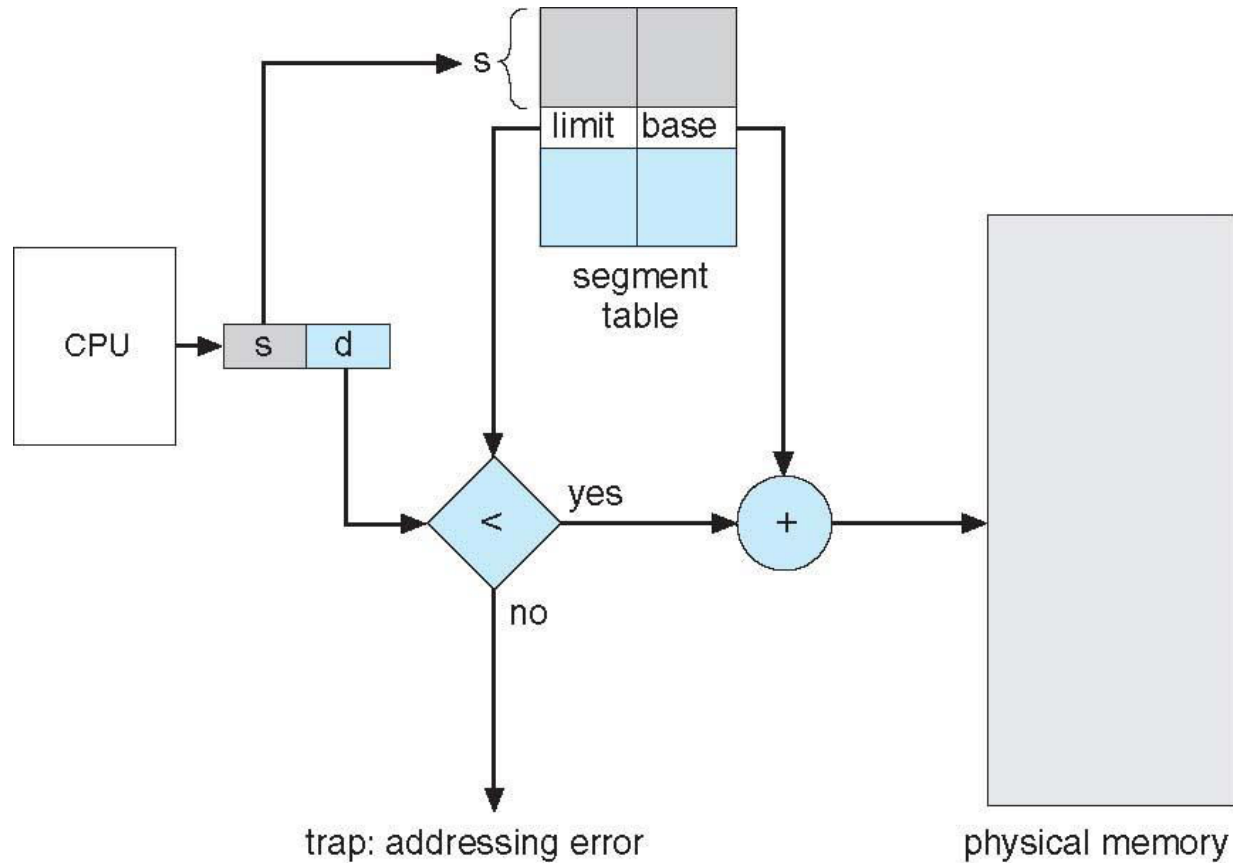 s
limit base
segment
table
CPU
s d
<
yes
+
no
trap: addressing error
physical memory